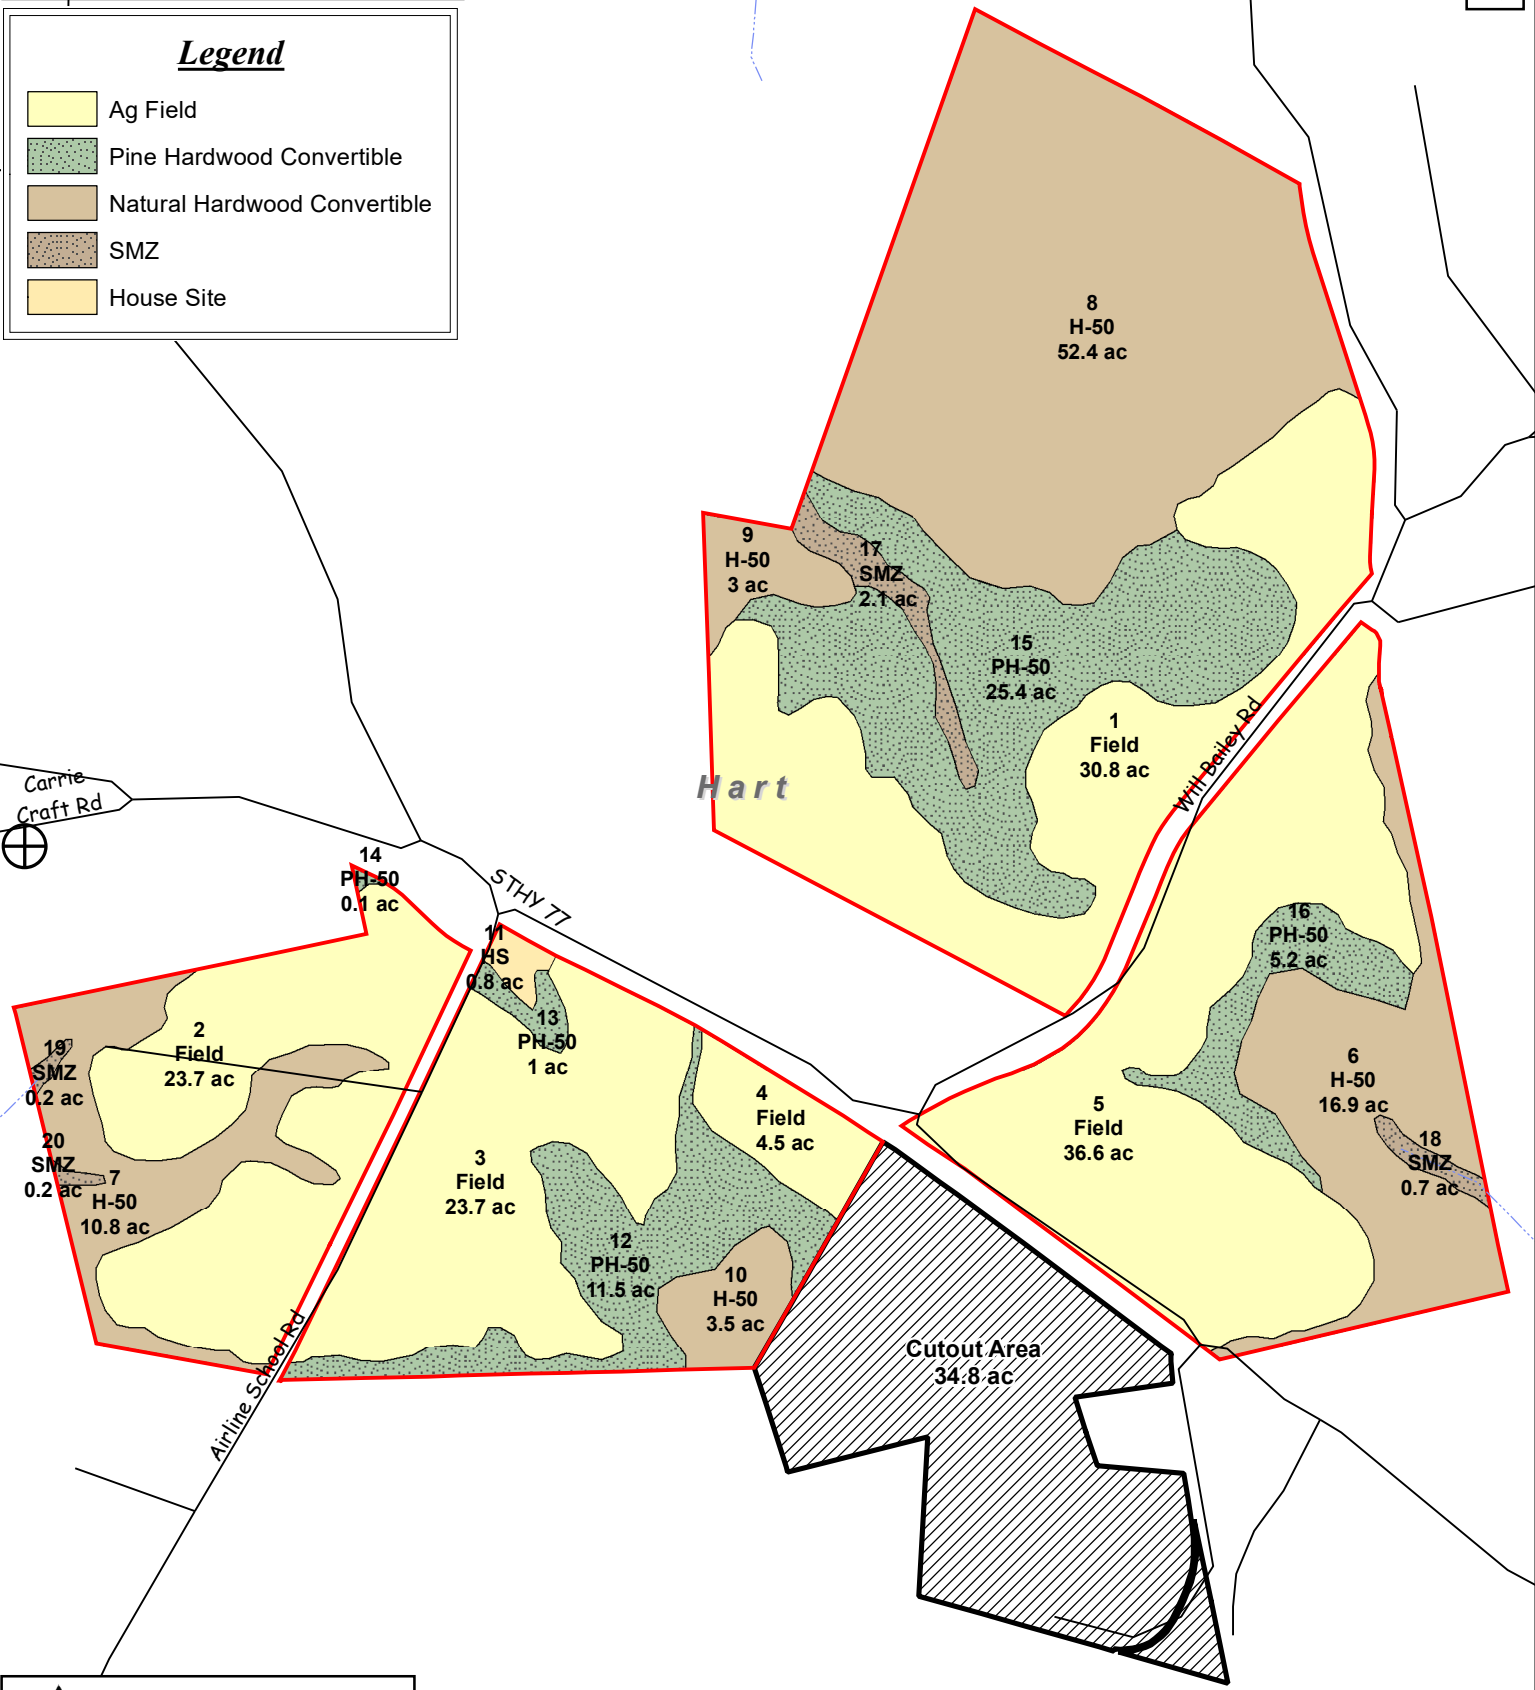 Legend
Ag Field
Pine Hardwood Convertible
Natural Hardwood Convertible
SMZ
House Site
8
H-50
52.4 ac
9
H-50
3 ac
17
SMZ
2.1 ac
15
PH-50
25.4 ac
1
Field
30.8 ac
Will Bailey Rd
Hart
Carrie
Craft Rd
14
PH-50
0.1 ac
STHY 77
11
HS
0.8 ac
13
PH-50
1 ac
16
PH-50
5.2 ac
2
Field
23.7 ac
19
SMZ
0.2 ac
20
SMZ
0.2 ac
7
H-50
10.8 ac
3
Field
23.7 ac
4
Field
4.5 ac
5
Field
36.6 ac
6
H-50
16.9 ac
18
SMZ
0.7 ac
12
PH-50
11.5 ac
10
H-50
3.5 ac
Cutout Area
34.8 ac
Airline School Rd